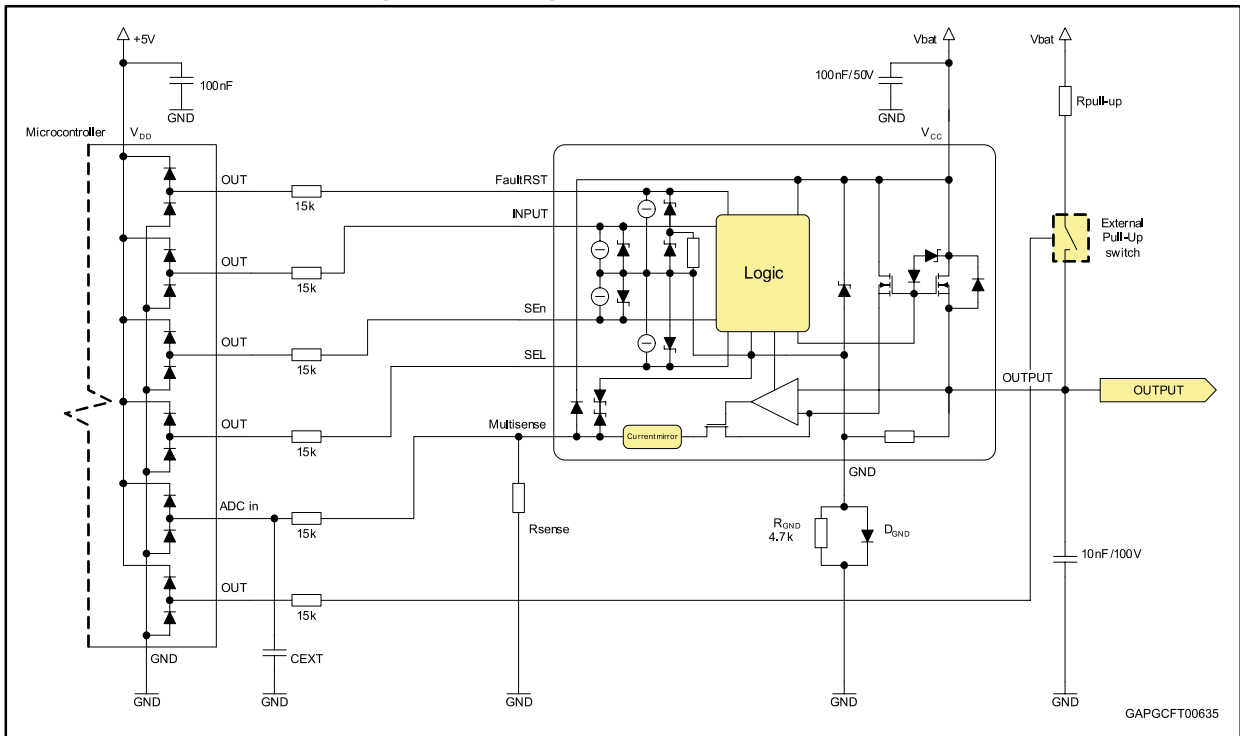 +5V
Vbat
Vbat
100nF
100nF/50V
GND
GND
Rpull-up
Microcontroller
VDD
VCC
OUT
FaultRST
15k
INPUT
OUT
15k
External
Pull-Up
switch
Logic
SEn
OUT
15k
SEL
OUTPUT
OUTPUT
OUT
15k
Multisense
Current mirror
GND
ADC in
15k
Rsense
RGND
4.7k
DGND
10nF/100V
OUT
15k
GND
CEXT
GND
GND
GND
GND
GND
GAPGCFT00635